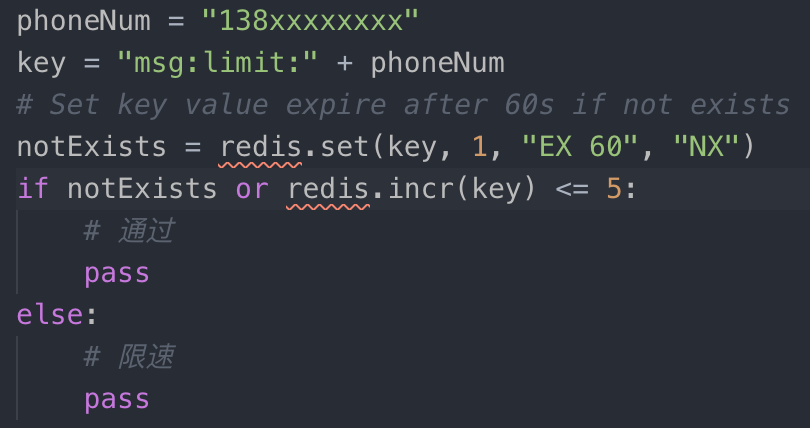 phoneNum = "138xxxxxxxx"
key = "msg:limit:" + phoneNum
# Set key value expire after 60s if not exists
notExists = redis.set(key, 1, "EX 60", "NX")
if notExists or redis.incr(key) <= 5:
    # 通过
    pass
else:
    # 限速
    pass